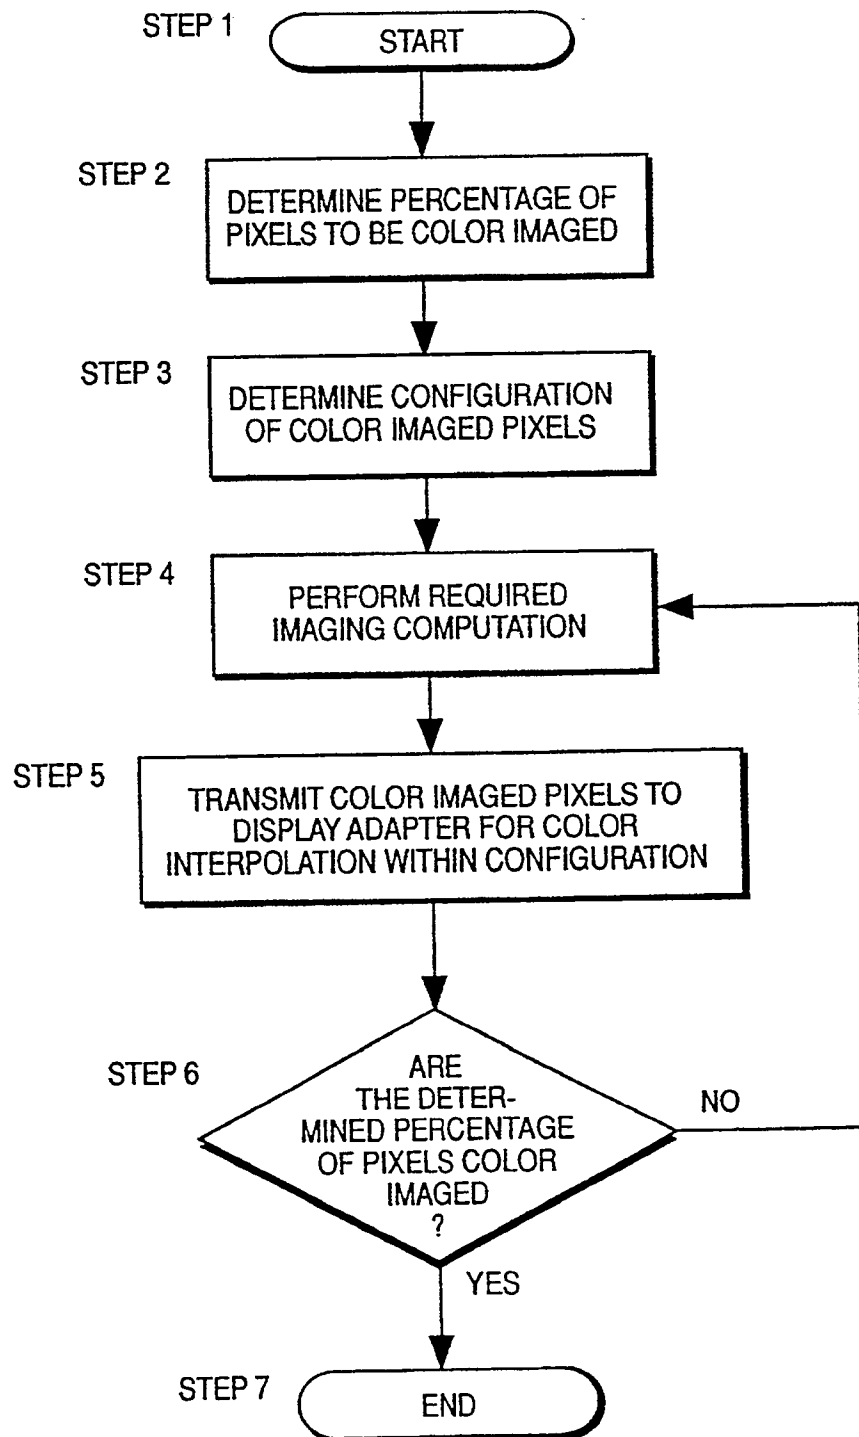 STEP 1
START
STEP 2
DETERMINE PERCENTAGE OF
PIXELS TO BE COLOR IMAGED
STEP 3
DETERMINE CONFIGURATION
OF COLOR IMAGED PIXELS
STEP 4
PERFORM REQUIRED
IMAGING COMPUTATION
STEP 5
TRANSMIT COLOR IMAGED PIXELS TO
DISPLAY ADAPTER FOR COLOR
INTERPOLATION WITHIN CONFIGURATION
STEP 6
ARE
THE DETER-
MINED PERCENTAGE
OF PIXELS COLOR
IMAGED
?
NO
YES
STEP 7
END